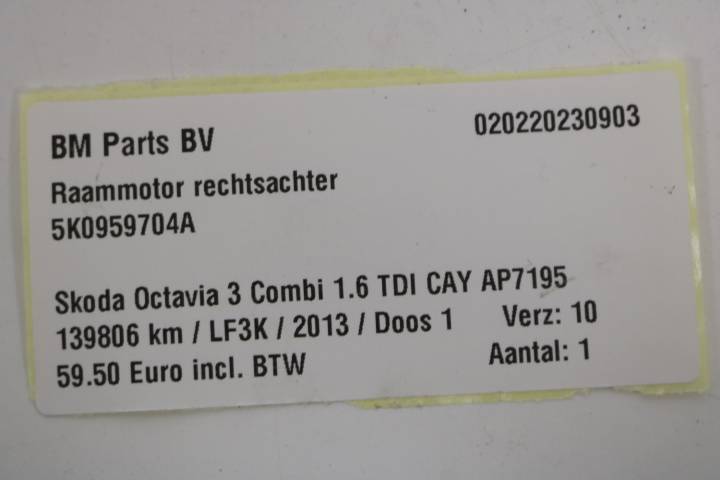 BM Parts BV 020220230903
Raammotor rechtsachter
5K0959704A
Skoda Octavia 3 Combi 1.6 TDI CAY AP7195
139806 km / LF3K / 2013 / Doos 1 Verz: 10
59.50 Euro incl. BTW Aantal: 1